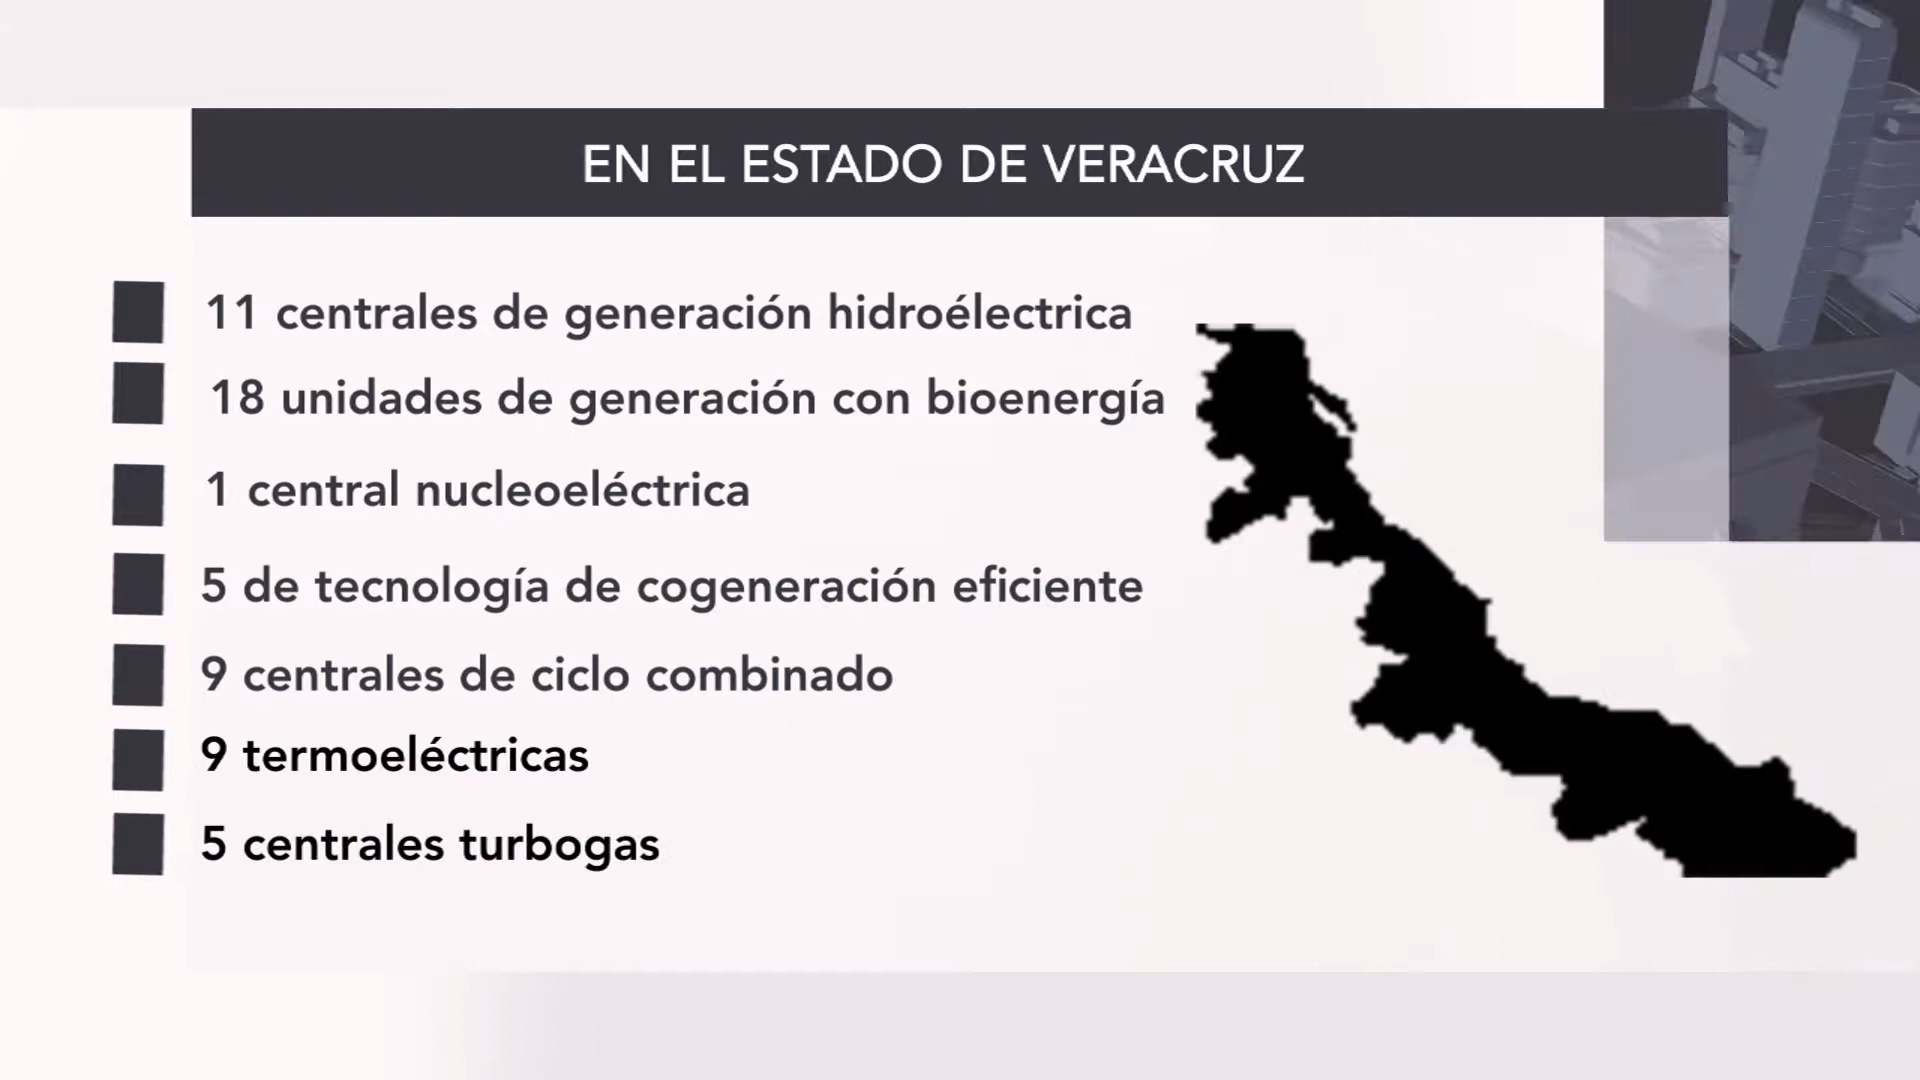 EN EL ESTADO DE VERACRUZ
11 centrales de generación hidroélectrica
18 unidades de generación con bioenergía
1 central nucleoeléctrica
5 de tecnología de cogeneración eficiente
9 centrales de ciclo combinado
9 termoeléctricas
5 centrales turbogas